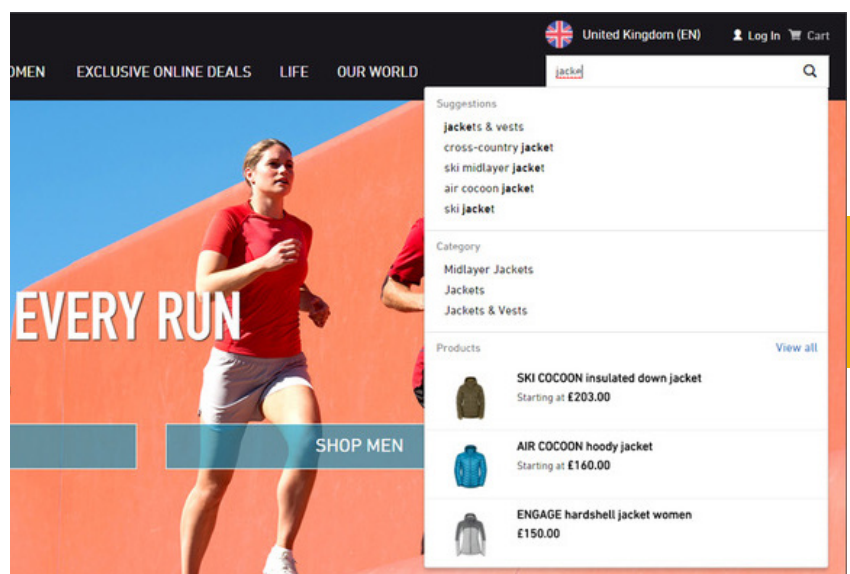 United Kingdom (EN) Log In Cart
OMEN EXCLUSIVE ONLINE DEALS LIFE OUR WORLD
jacke
Suggestions
jackets & vests
cross-country jacket
ski midlayer jacket
air cocoon jacket
ski jacket
Category
Midlayer Jackets
Jackets
Jackets & Vests
Products View all
SKI COCOON insulated down jacket
Starting at £203.00
AIR COCOON hoody jacket
Starting at £160.00
ENGAGE hardshell jacket women
£150.00
EVERY RUN
SHOP MEN